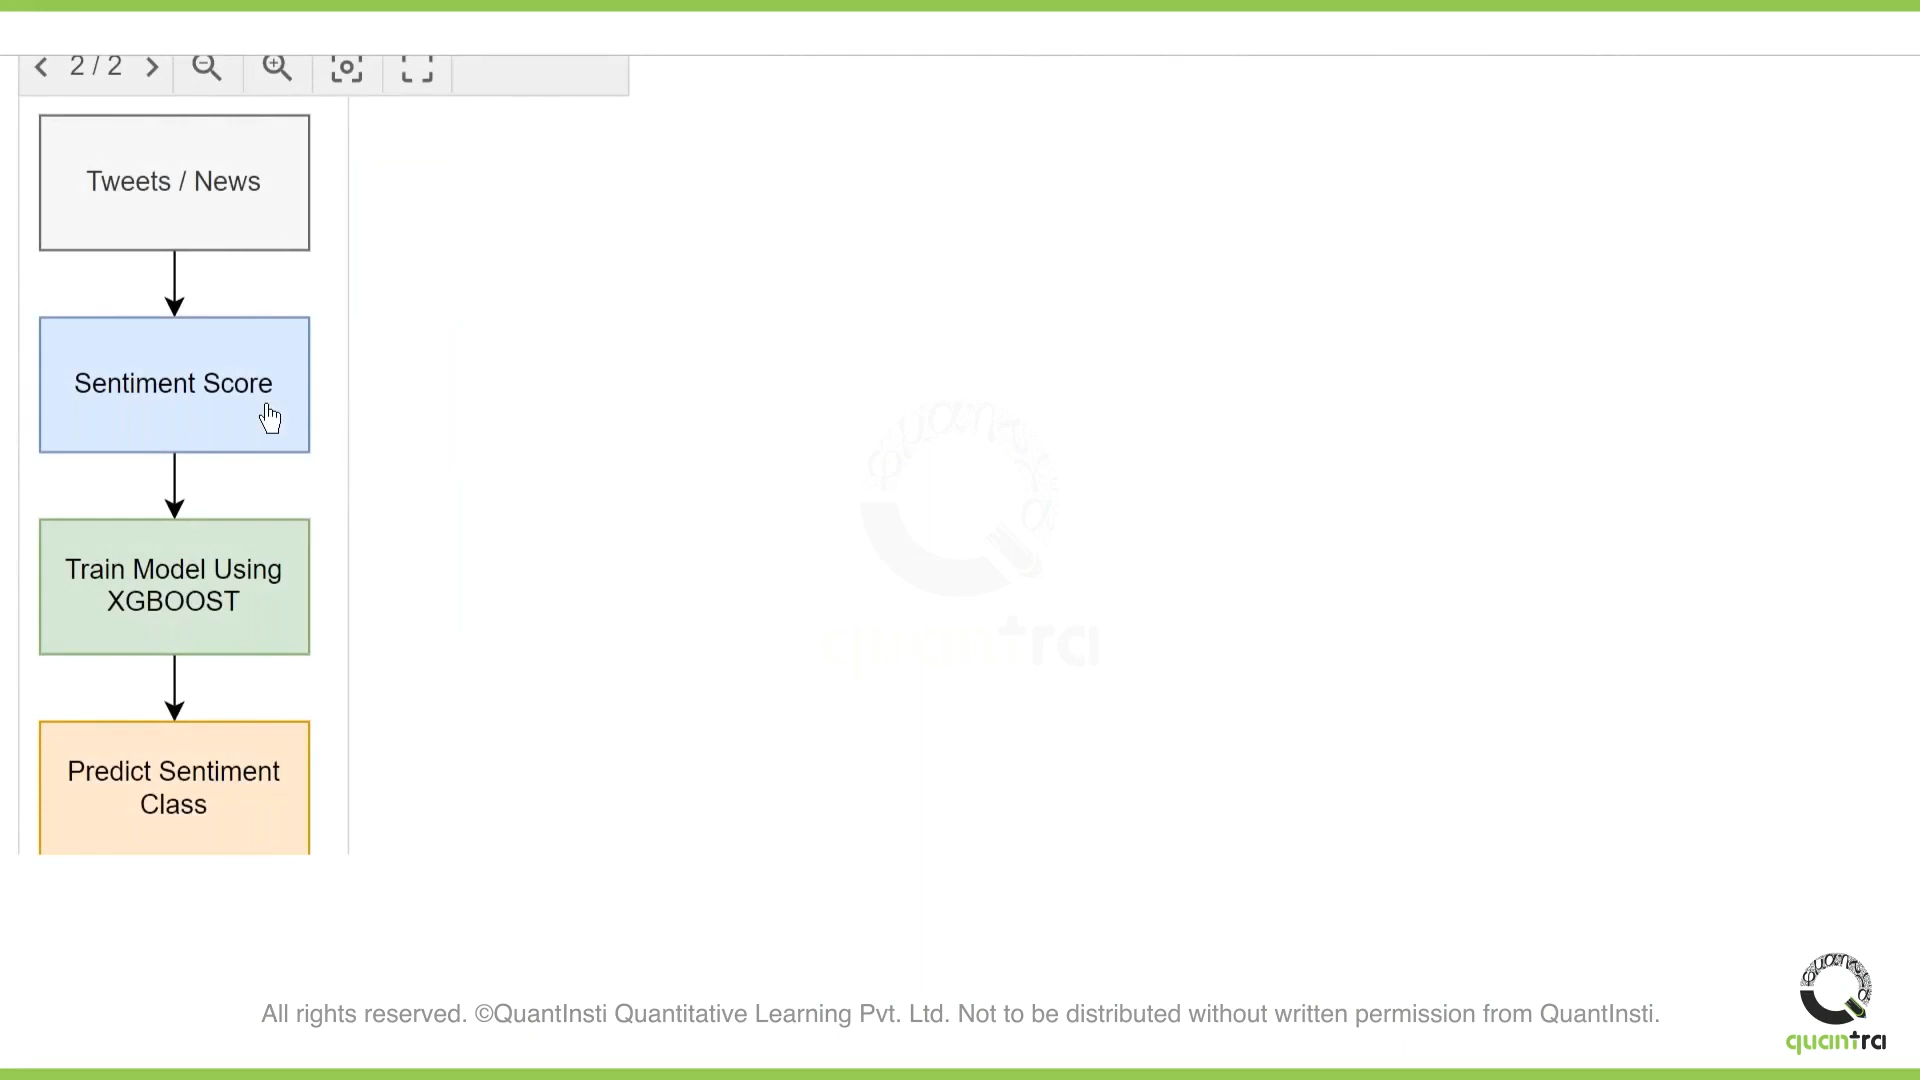 2 / 2
Tweets / News
Sentiment Score
Train Model Using
XGBOOST
Predict Sentiment
Class
quantra
All rights reserved. ©QuantInsti Quantitative Learning Pvt. Ltd. Not to be distributed without written permission from QuantInsti.
quantra